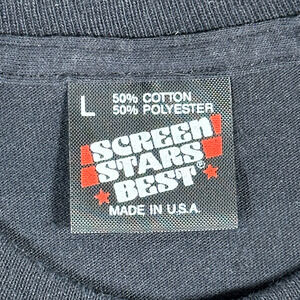 L 50% COTTON
50% POLYESTER
SCREEN
STARS
BEST®
MADE IN U.S.A.